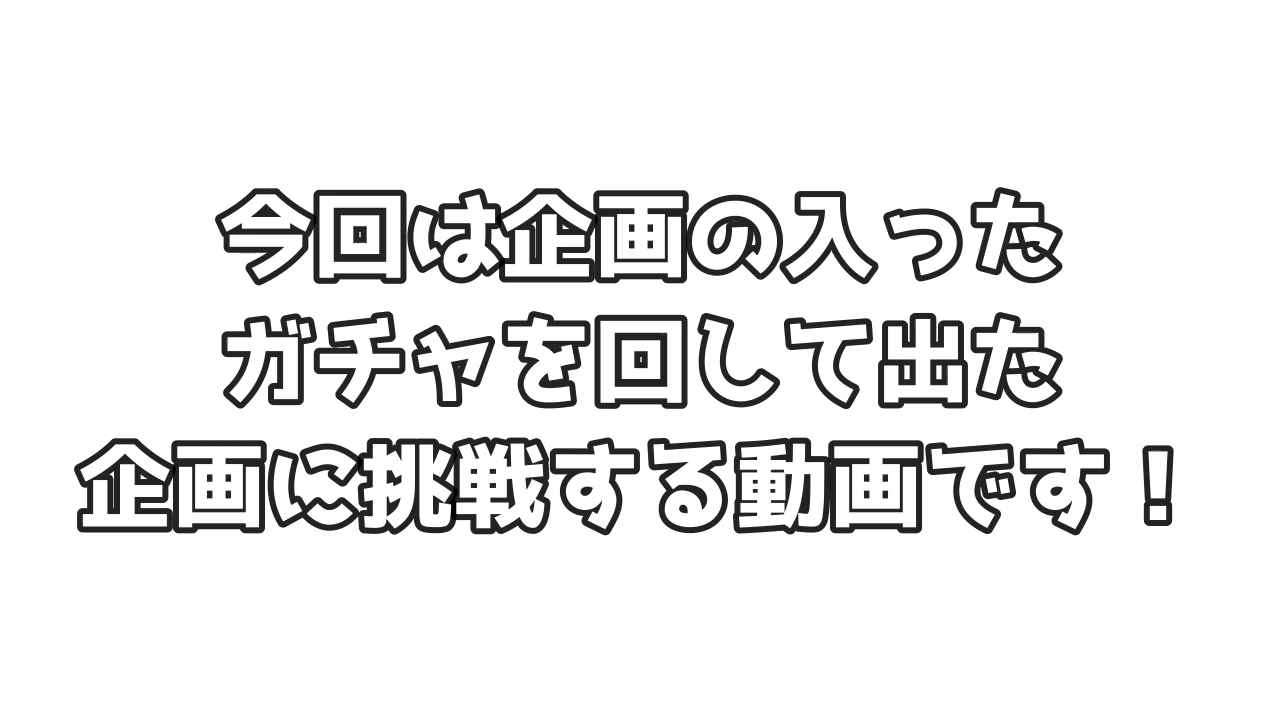 今回は企画の入った
ガチャを回して出た
企画に挑戦する動画です！